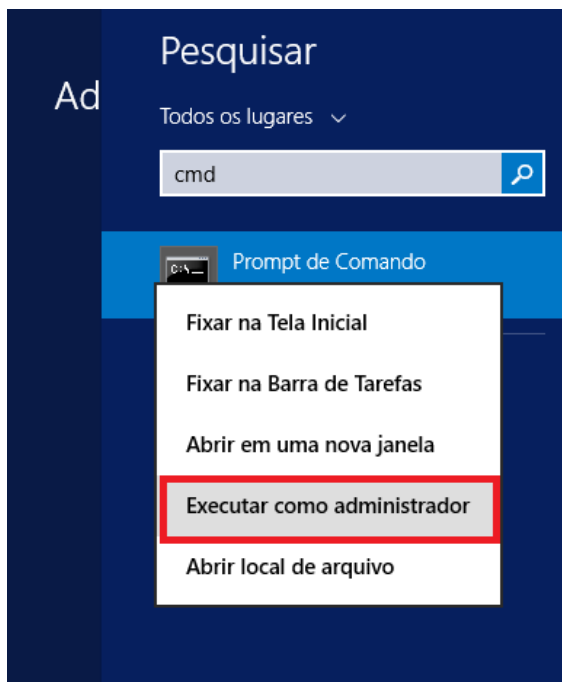 Pesquisar
Ad
Todos os lugares
cmd
Prompt de Comando
Fixar na Tela Inicial
Fixar na Barra de Tarefas
Abrir em uma nova janela
Executar como administrador
Abrir local de arquivo